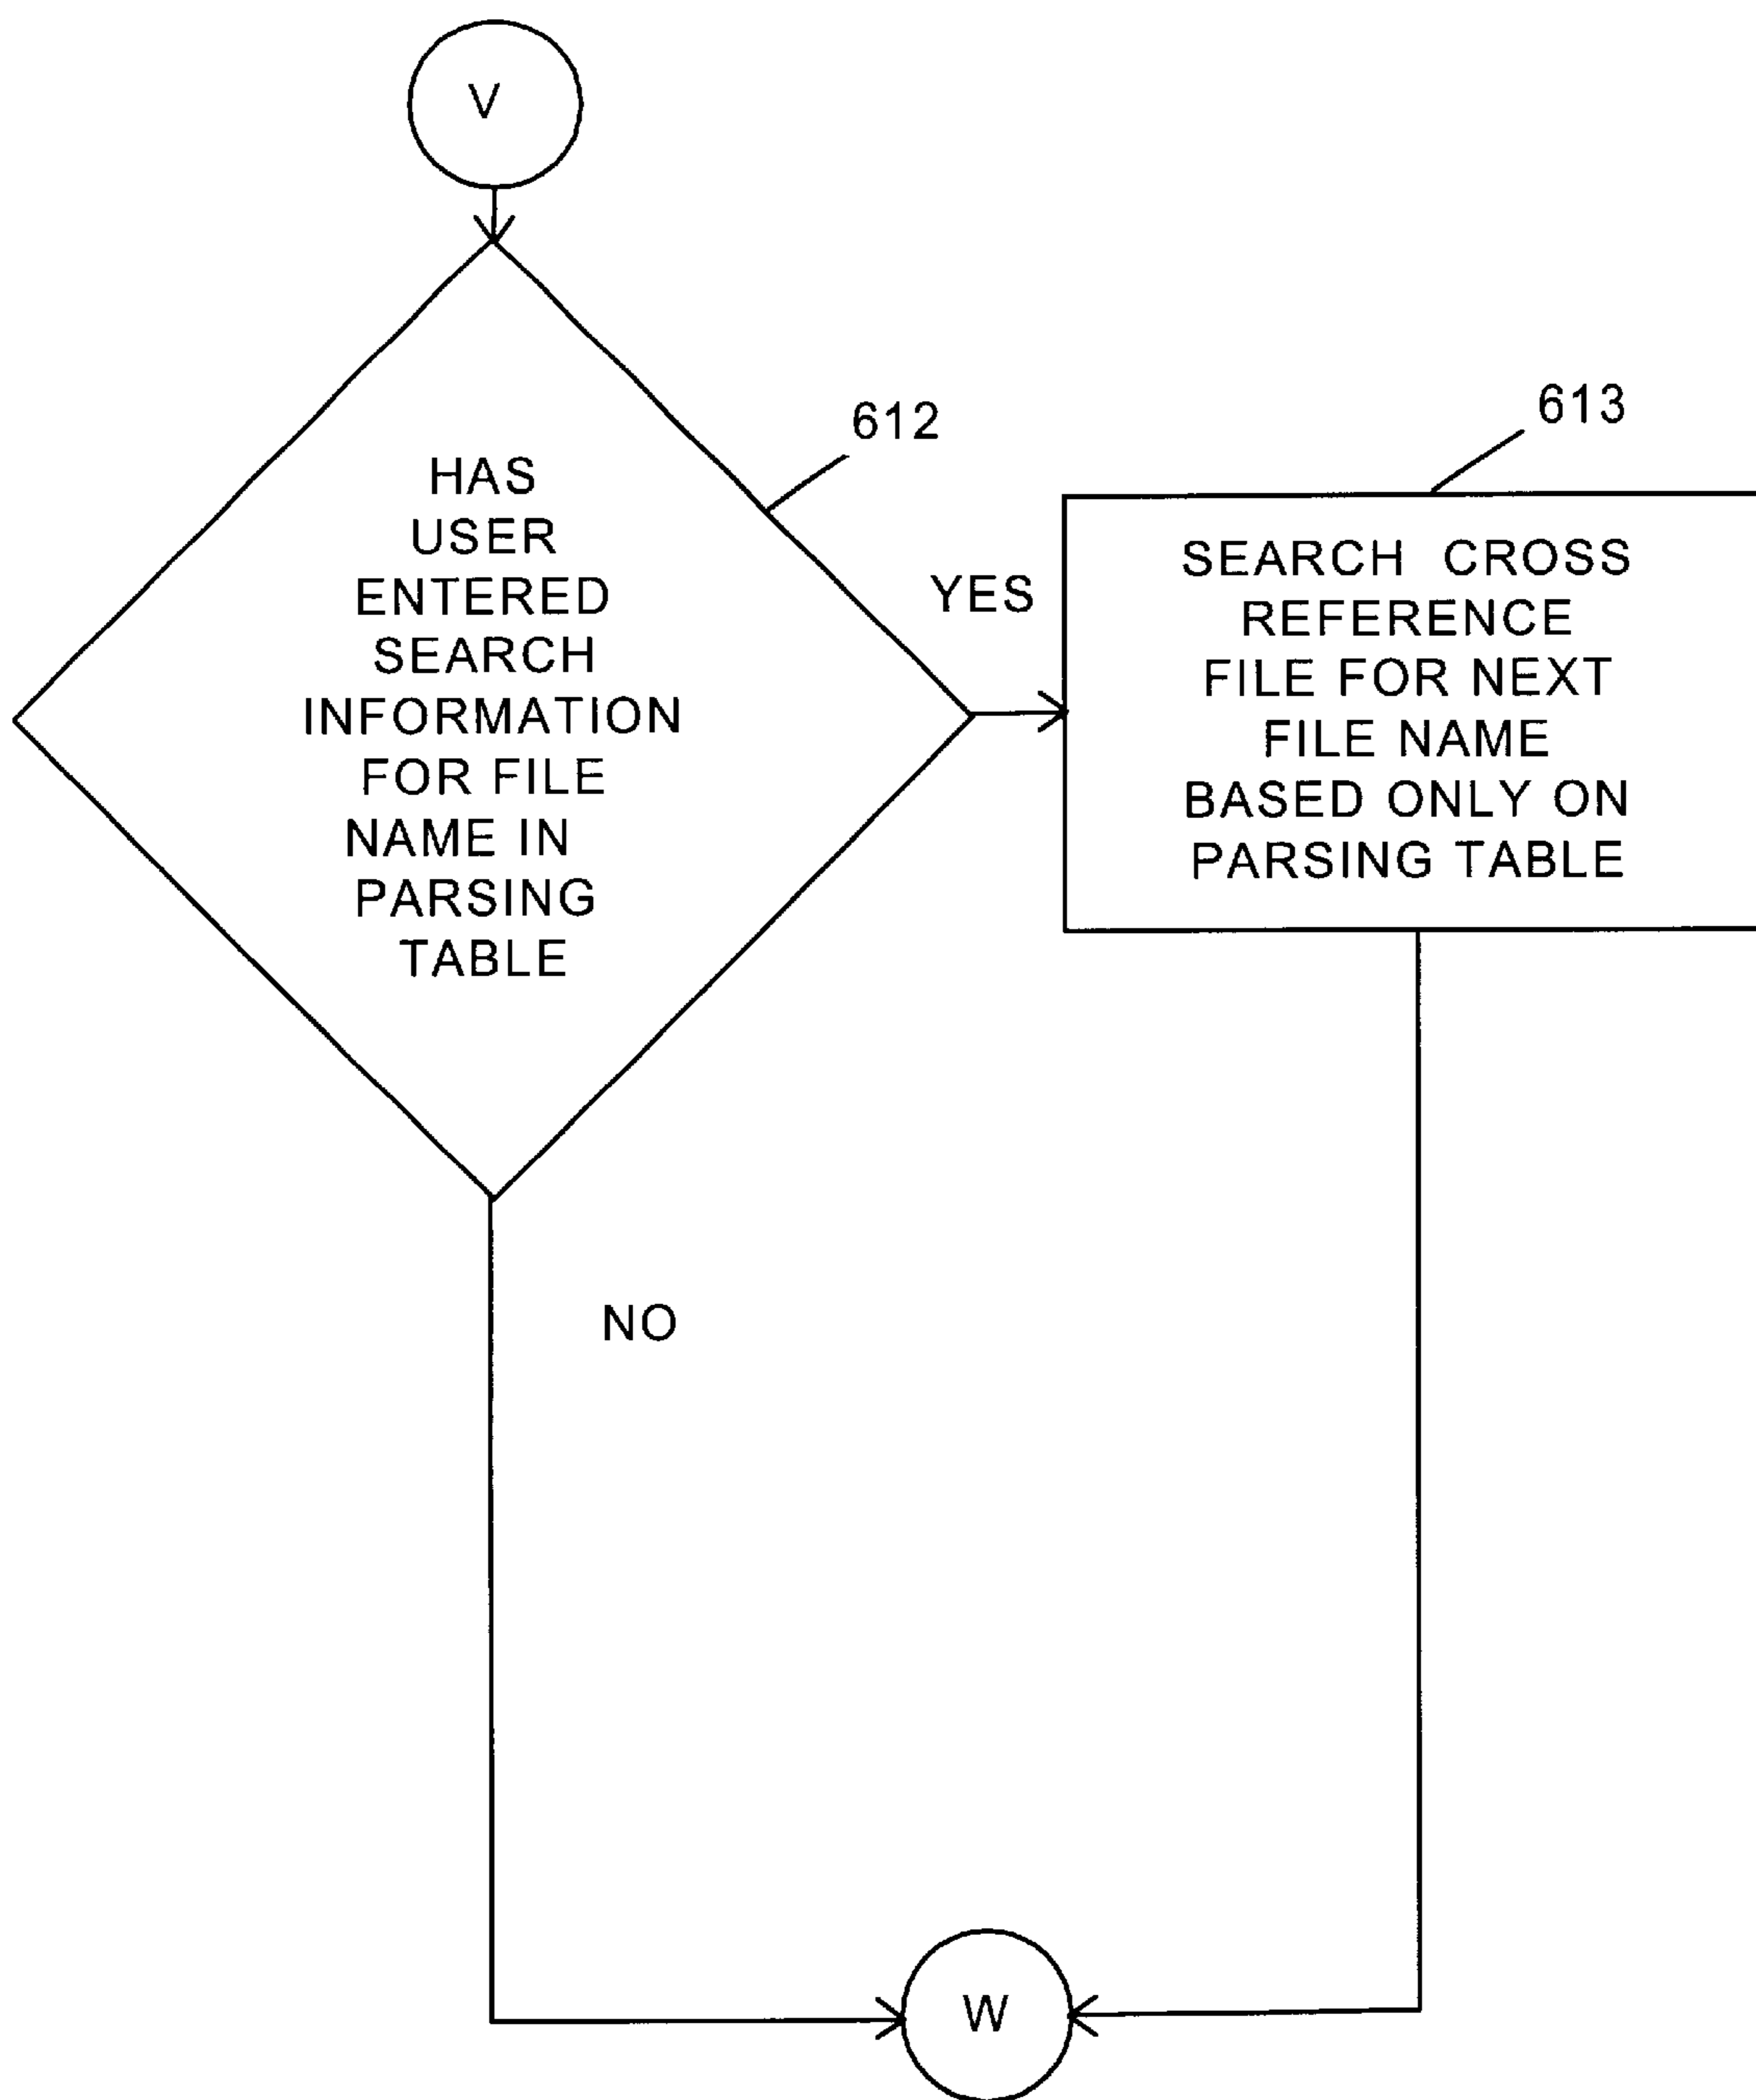 V
612
HAS
USER
ENTERED
SEARCH
INFORMATION
FOR FILE
NAME IN
PARSING
TABLE
YES
613
SEARCH CROSS
REFERENCE
FILE FOR NEXT
FILE NAME
BASED ONLY ON
PARSING TABLE
NO
W